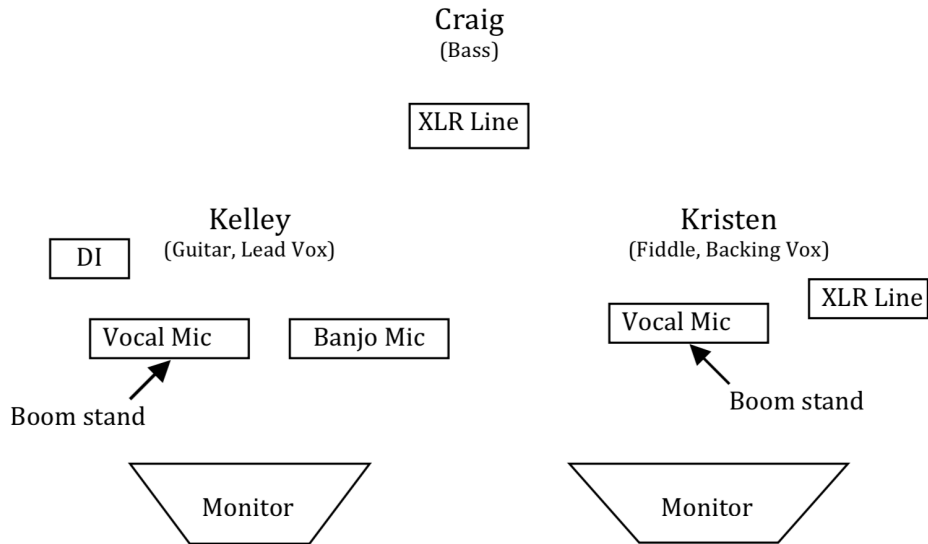 Craig
(Bass)
XLR Line
Kelley
(Guitar, Lead Vox)
Kristen
(Fiddle, Backing Vox)
DI
XLR Line
Vocal Mic
Banjo Mic
Vocal Mic
Boom stand
Boom stand
Monitor
Monitor